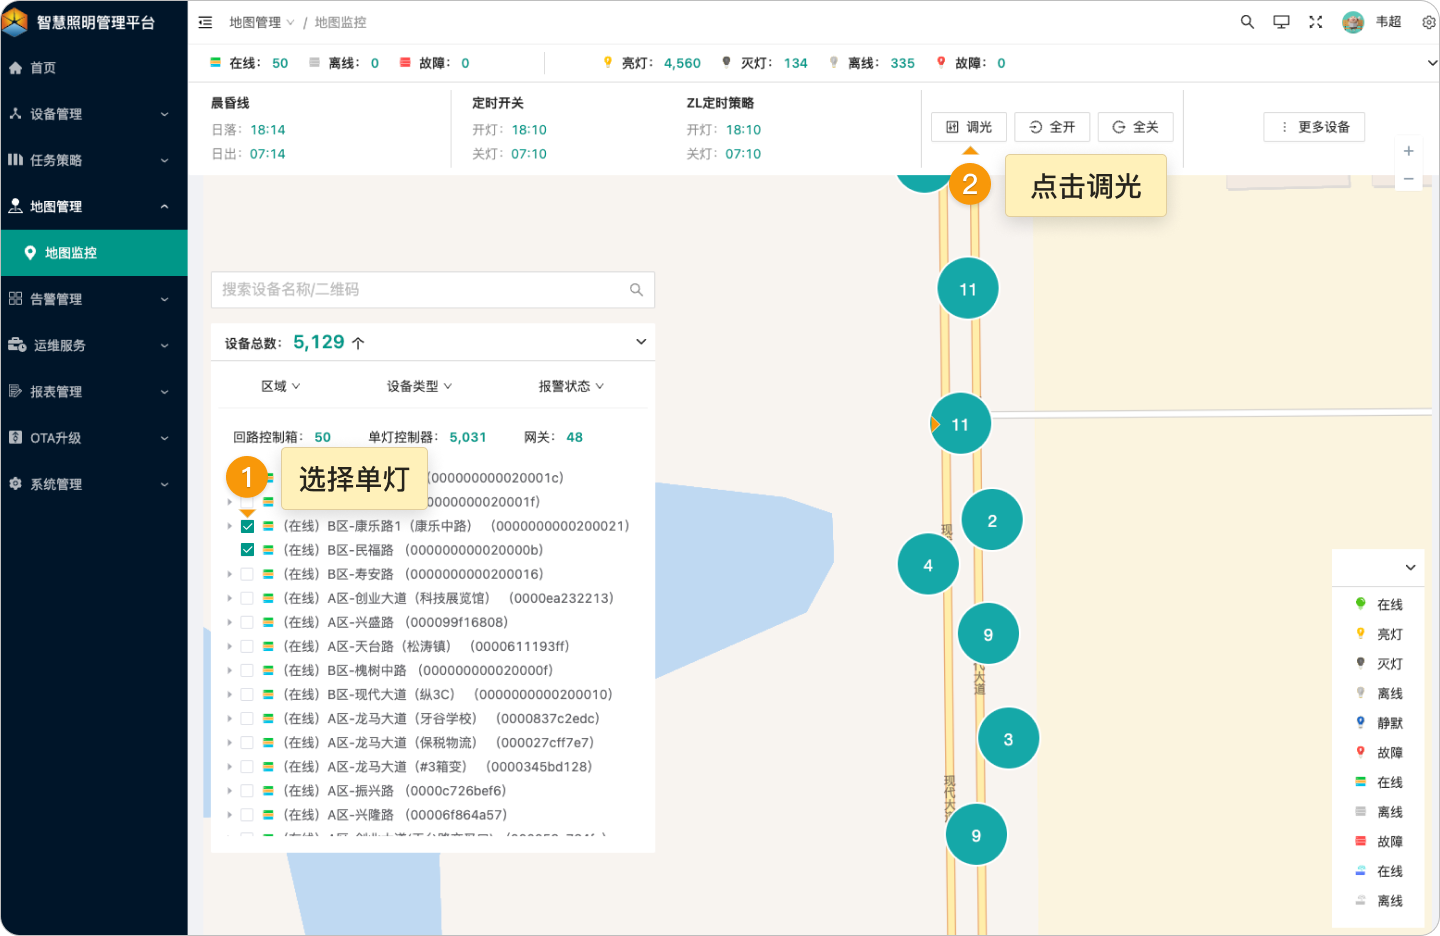 智慧照明管理平台
地图管理 / 地图监控
韦超
首页
设备管理
任务策略
地图管理
地图监控
告警管理
运维服务
报表管理
OTA升级
系统管理
在线： 50 离线： 0 故障： 0 亮灯： 4,560 灭灯： 134 离线： 335 故障： 0
晨昏线 定时开关 ZL定时策略
日落： 18:14 开灯： 18:10 开灯： 18:10
日出： 07:14 关灯： 07:10 关灯： 07:10
调光 全开 全关 更多设备
+
−
2 点击调光
搜索设备名称/二维码
设备总数： 5,129 个
区域 设备类型 报警状态
回路控制箱： 50 单灯控制器： 5,031 网关： 48
1 选择单灯
(000000000020001c)
0000000020001f)
（在线）B区-康乐路1（康乐中路） （0000000000200021)
（在线）B区-民福路 （000000000020000b)
（在线）B区-寿安路 （0000000000200016)
（在线）A区-创业大道（科技展览馆） （0000ea232213)
（在线）A区-兴盛路 （000099f16808)
（在线）A区-天台路（松涛镇） （0000611193ff)
（在线）B区-槐树中路 （000000000020000f)
（在线）B区-现代大道（纵3C） （0000000000200010)
（在线）A区-龙马大道（牙谷学校） （0000837c2edc)
（在线）A区-龙马大道（保税物流） （000027cff7e7)
（在线）A区-龙马大道（#3箱变） （0000345bd128)
（在线）A区-振兴路 （0000c726bef6)
（在线）A区-兴隆路 （00006f864a57)
11
11
2
4
9
3
9
现
代大道
现代大道
在线
亮灯
灭灯
离线
静默
故障
在线
离线
故障
在线
离线